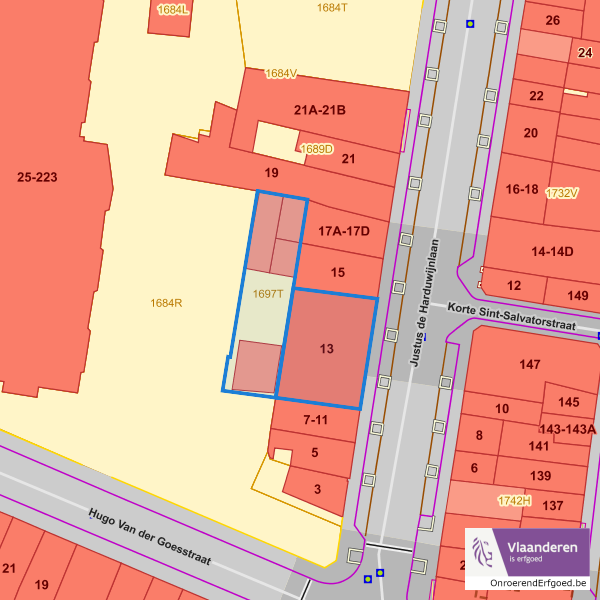 1684L
1684T
26
24
1684V
22
21A-21B
20
1689D
21
19
25-223
16-18
1732V
17A-17D
14-14D
15
12
149
1697T
1684R
Justus de Harduwijnlaan
Korte Sint-Salvatorstraat
13
147
145
10
7-11
143-143A
8
141
5
6
139
3
1742H
137
Hugo Van der Goesstraat
21
19
Vlaanderen
is erfgoed
OnroerendErfgoed.be